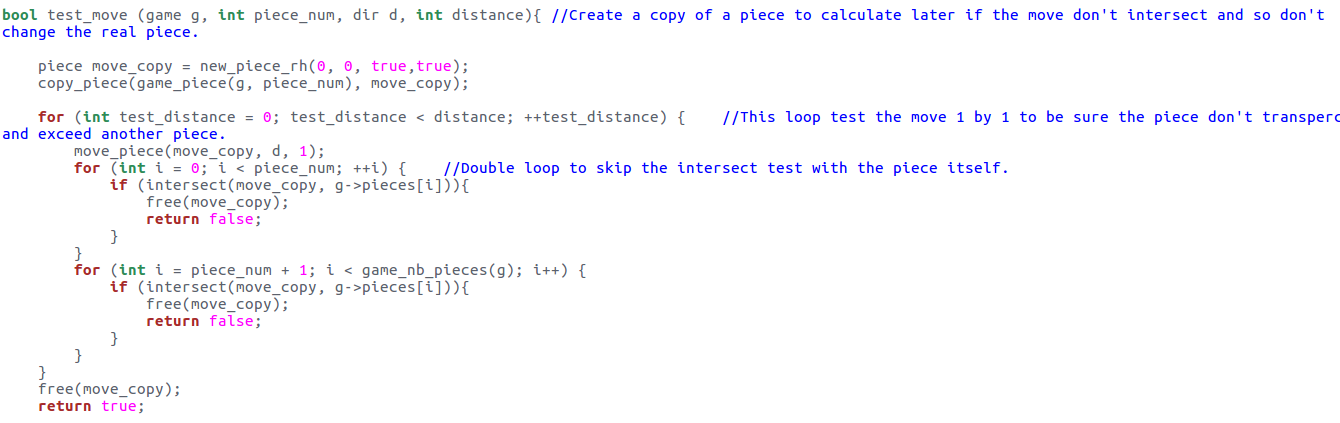 bool test_move (game g, int piece_num, dir d, int distance){ //Create a copy of a piece to calculate later if the move don't intersect and so don't
change the real piece.
piece move_copy = new_piece_rh(0, 0, true,true);
copy_piece(game_piece(g, piece_num), move_copy);
for (int test_distance = 0; test_distance < distance; ++test_distance) { //This loop test the move 1 by 1 to be sure the piece don't transperc
and exceed another piece.
move_piece(move_copy, d, 1);
for (int i = 0; i < piece_num; ++i) { //Double loop to skip the intersect test with the piece itself.
if (intersect(move_copy, g->pieces[i])){
free(move_copy);
return false;
}
}
for (int i = piece_num + 1; i < game_nb_pieces(g); i++) {
if (intersect(move_copy, g->pieces[i])){
free(move_copy);
return false;
}
}
}
free(move_copy);
return true;